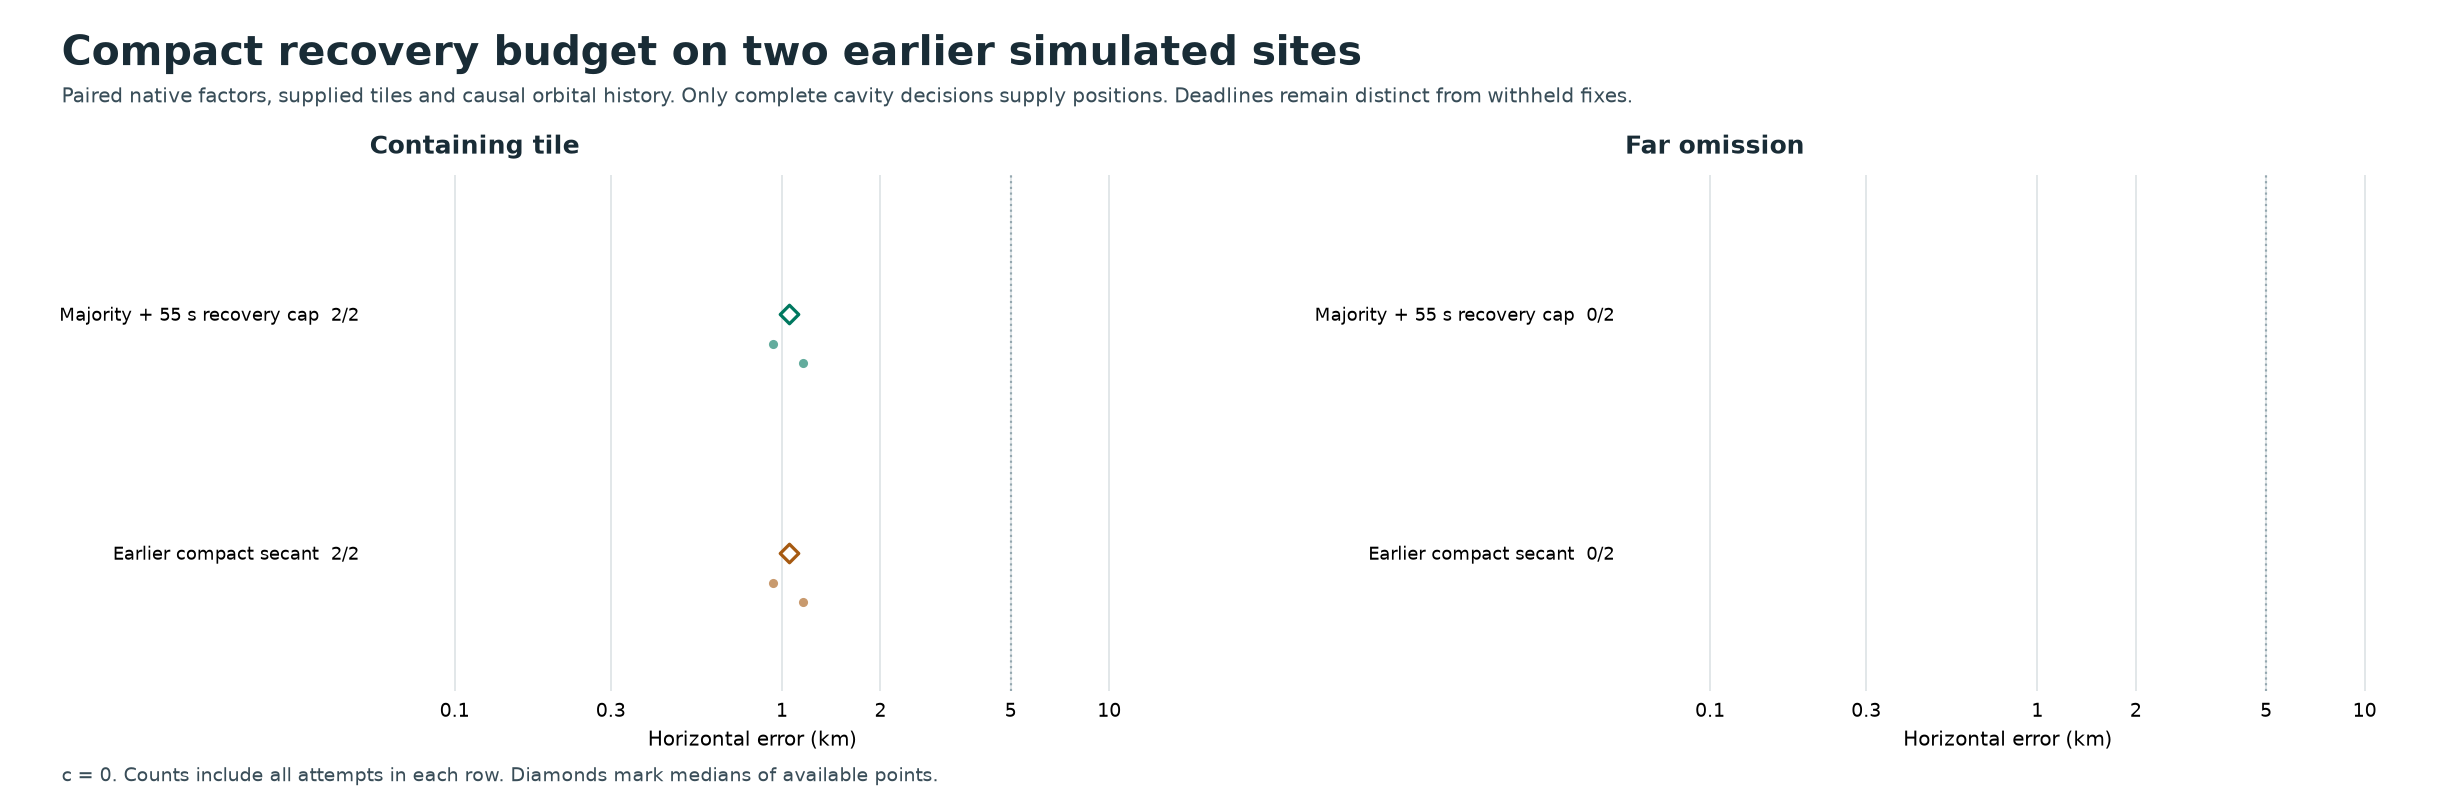 Compact recovery budget on two earlier simulated sites
Paired native factors, supplied tiles and causal orbital history. Only complete cavity decisions supply positions. Deadlines remain distinct from withheld fixes.
Containing tile
Majority + 55 s recovery cap 2/2
Earlier compact secant 2/2
0.1 0.3 1 2 5 10
Horizontal error (km)
Far omission
Majority + 55 s recovery cap 0/2
Earlier compact secant 0/2
0.1 0.3 1 2 5 10
Horizontal error (km)
c = 0. Counts include all attempts in each row. Diamonds mark medians of available points.